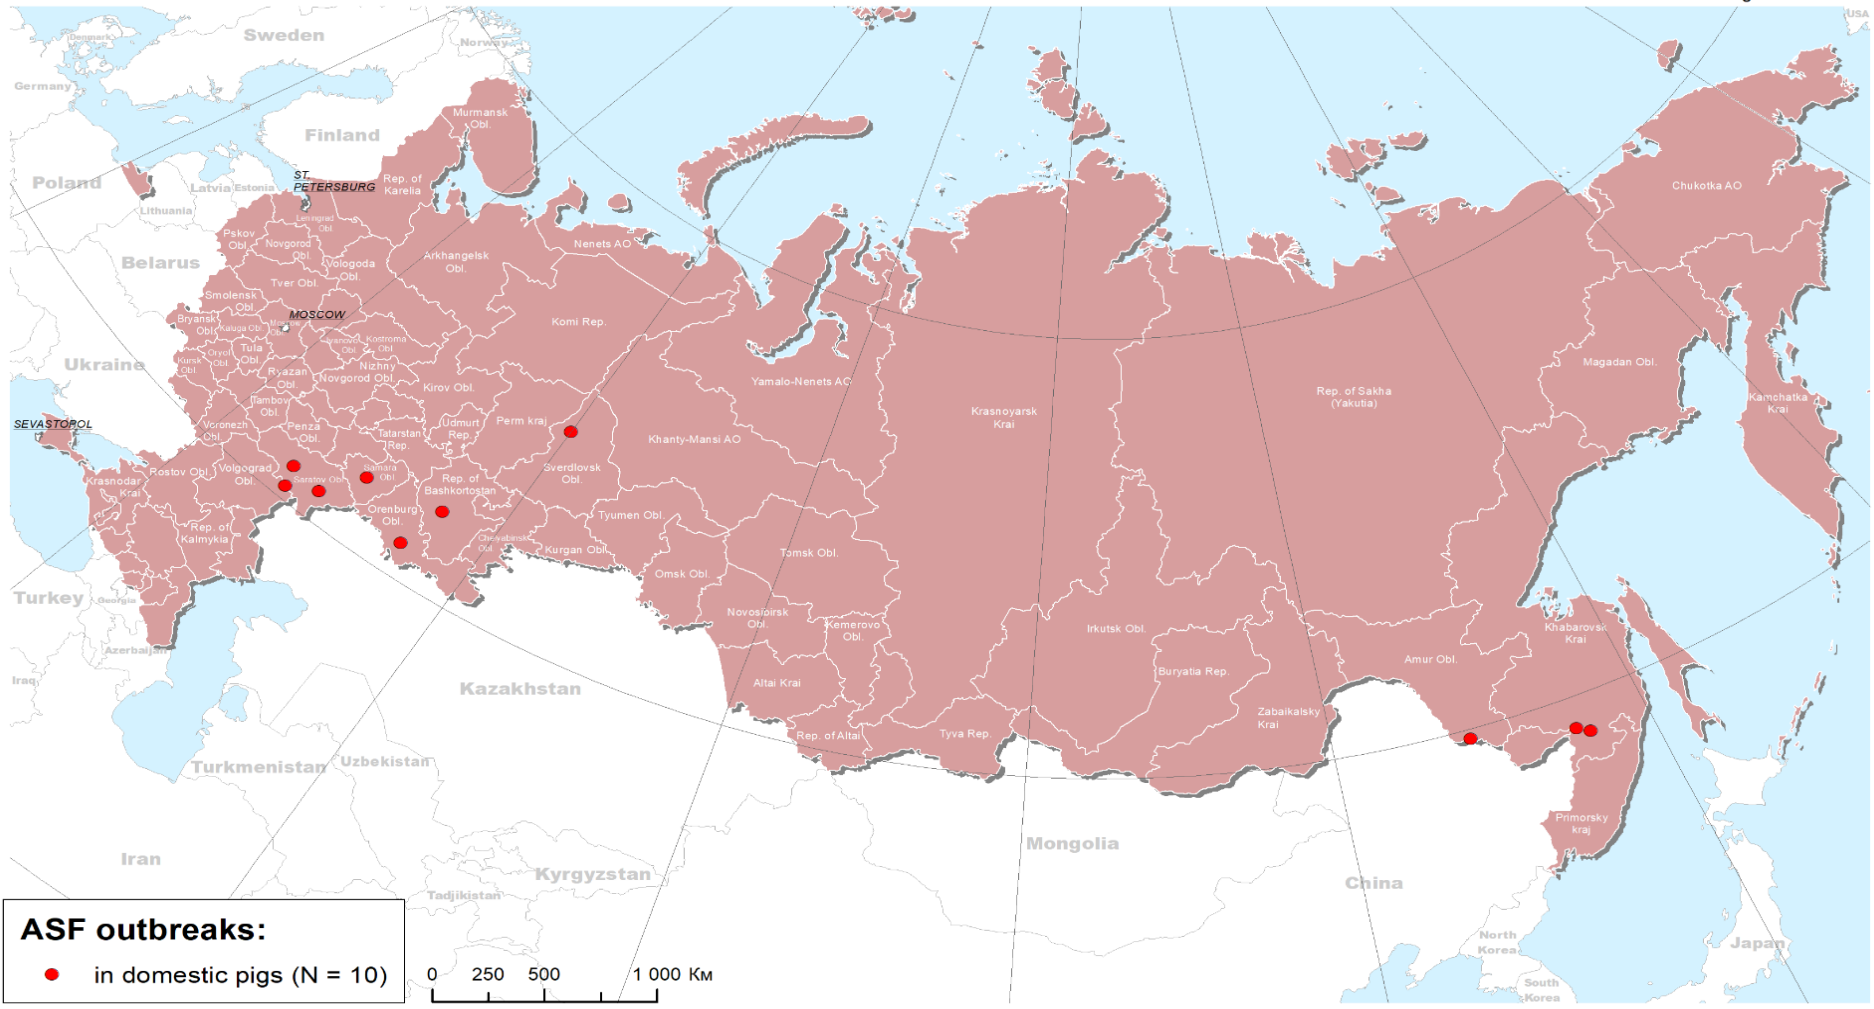 USA
Sweden
Norway
Denmark
Germany
Murmansk
Obl.
Finland
ST.
PETERSBURG
Rep. of
Karelia
Poland
Latvia
Estonia
Lithuania
Leningrad
Obl.
Chukotka AO
Pskov
Obl.
Novgorod
Obl.
Nenets AO
Arkhangelsk
Obl.
Vologoda
Obl.
Belarus
Tver Obl.
Smolensk
Obl.
MOSCOW
Bryansk
Obl.
Kaluga Obl.
Komi Rep.
Ivanovo
Obl.
Kostroma
Obl.
Tula
Obl.
Oryol
Obl.
Kursk
Obl.
Ukraine
Ryazan
Obl.
Nizhny
Novgorod Obl.
Magadan Obl.
Kirov Obl.
Yamalo-Nenets AO
Rep. of Sakha
(Yakutia)
Kamchatka
Krai
Tambov
Obl.
Krasnoyarsk
Krai
SEVASTOPOL
Voronezh
Obl.
Penza
Obl.
Udmurt
Rep.
Perm kraj
Tatarstan
Rep.
Khanty-Mansi AO
Rostov Obl.
Volgograd
Obl.
Saratov Obl.
Samara
Obl.
Sverdlovsk
Obl.
Krasnodar
Krai
Rep. of
Bashkortostan
Orenburg
Obl.
Tyumen Obl.
Rep. of
Kalmykia
Chelyabinsk
Obl.
Kurgan Obl.
Tomsk Obl.
Omsk Obl.
Turkey
Georgia
Novosibirsk
Obl.
Kemerovo
Obl.
Irkutsk Obl.
Khabarovsk
Krai
Azerbaijan
Amur Obl.
Iraq
Kazakhstan
Altai Krai
Buryatia Rep.
Zabaikalsky
Krai
Rep. of Altai
Tyva Rep.
Turkmenistan
Uzbekistan
Primorsky
kraj
Mongolia
Iran
Kyrgyzstan
China
Tadjikistan
North
Korea
Japan
South
Korea
ASF outbreaks:
in domestic pigs (N = 10)
0 250 500 1 000 Км